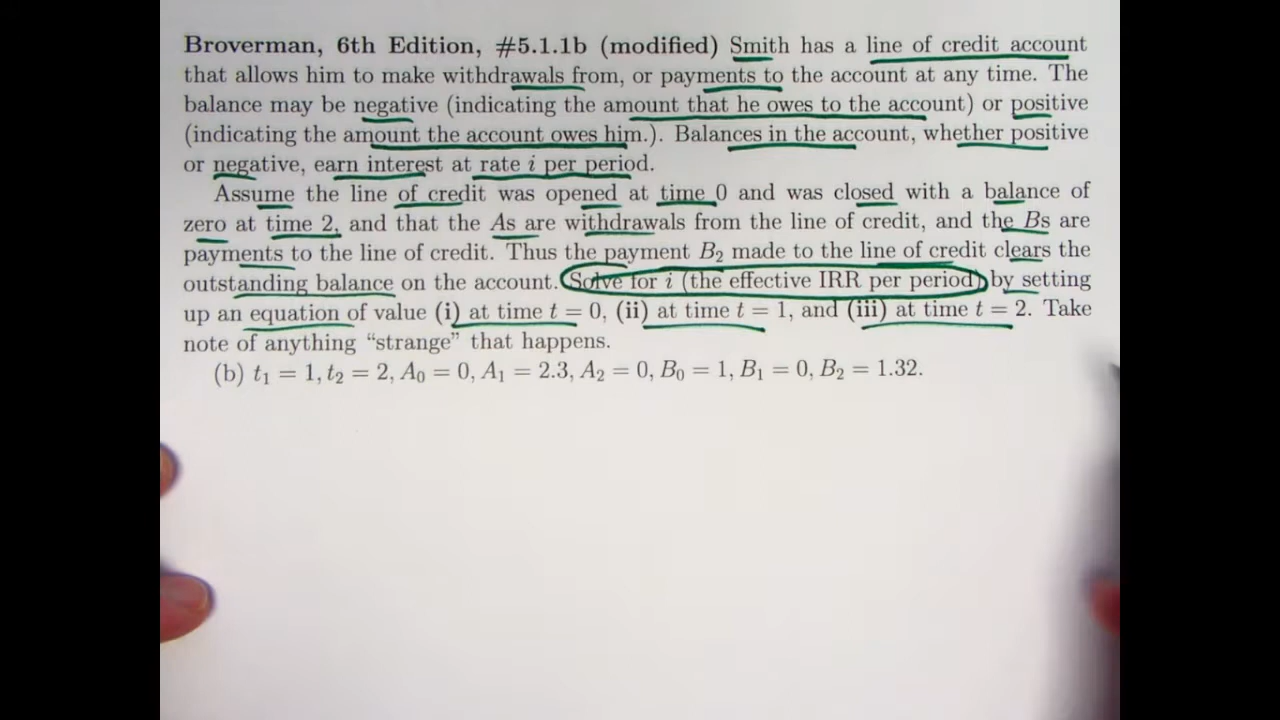 Broverman, 6th Edition, #5.1.1b (modified) Smith has a line of credit account
that allows him to make withdrawals from, or payments to the account at any time. The
balance may be negative (indicating the amount that he owes to the account) or positive
(indicating the amount the account owes him.). Balances in the account, whether positive
or negative, earn interest at rate i per period.
Assume the line of credit was opened at time 0 and was closed with a balance of
zero at time 2, and that the As are withdrawals from the line of credit, and the Bs are
payments to the line of credit. Thus the payment B₂ made to the line of credit clears the
outstanding balance on the account. Solve for i (the effective IRR per period) by setting
up an equation of value (i) at time t = 0, (ii) at time t = 1, and (iii) at time t = 2. Take
note of anything “strange” that happens.
(b) t₁ = 1, t₂ = 2, A₀ = 0, A₁ = 2.3, A₂ = 0, B₀ = 1, B₁ = 0, B₂ = 1.32.